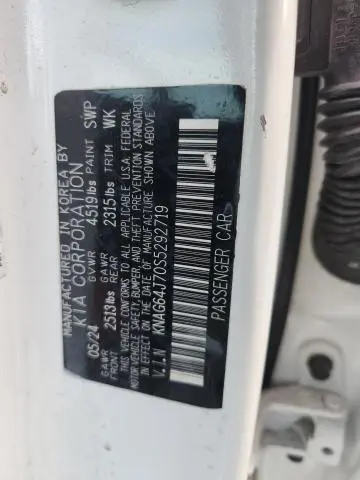 MANUFACTURED IN KOREA BY
KIA CORPORATION
05/24 GVWR 4519lbs PAINT SWP
GAWR FRONT 2513lbs GAWR REAR 2315lbs TRIM WK
THIS VEHICLE CONFORMS TO ALL APPLICABLE U.S.A. FEDERAL
MOTOR VEHICLE SAFETY, BUMPER, AND THEFT PREVENTION STANDARDS
IN EFFECT ON THE DATE OF MANUFACTURE SHOWN ABOVE
V.I.N KNAG64J70S5292719
PASSENGER CAR